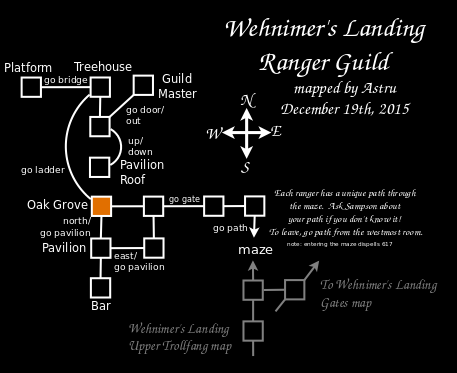 Wehnimer's Landing
Ranger Guild
mapped by Astru
December 19th, 2015
Platform
Treehouse
go bridge
Guild
Master
go door/
out
up/
down
Pavilion
Roof
go ladder
N
W
E
S
Oak Grove
go gate
north/
go pavilion
go path
Pavilion
east/
go pavilion
maze
Bar
Each ranger has a unique path through
the maze. Ask Sampson about
your path if you don't know it!
To leave, go path from the westmost room.
note: entering the maze dispells 617
To Wehnimer's Landing
Gates map
Wehnimer's Landing
Upper Trollfang map